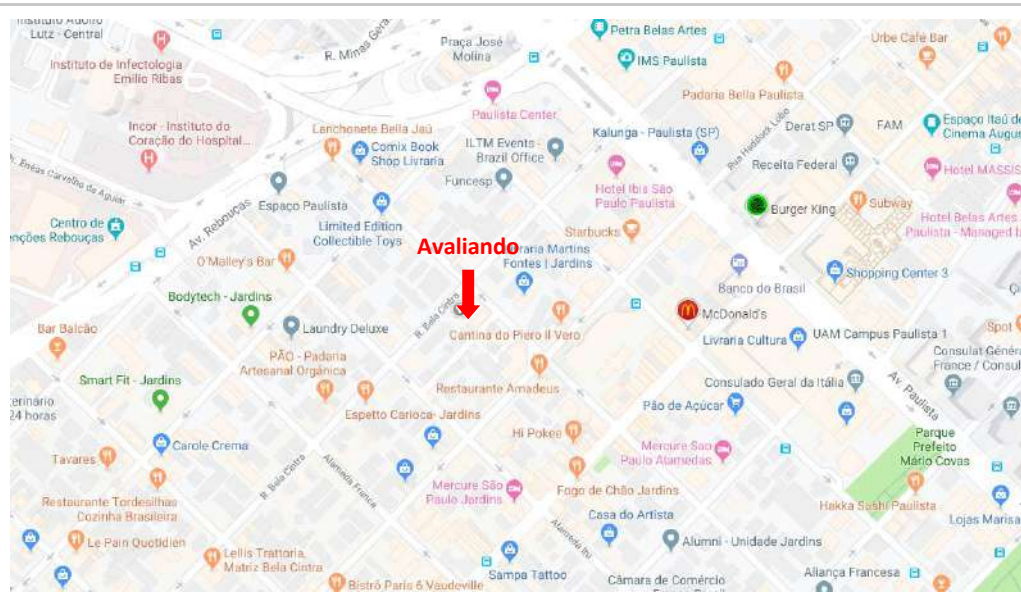 Lutz - Central
Instituto de Infectologia
Emílio Ribas
R. Minas Gera
Praça José
Molina
Petra Belas Artes
IMS Paulista
Urbe Café Bar
Padaria Bella Paulista
Paulista Center
Incor - Instituto do
Coração do Hospital...
Lanchonete Bella Jaú
Comix Book
Shop Livraria
ILTM Events -
Brazil Office
Kalunga - Paulista (SP)
Rua Haddock Lobo
Derat SP
FAM
Espaço Itaú de
Cinema Augus
Receita Federal
Hotel MASSIS
Av. Enéas Carvalho de Aguiar
Funcesp
Hotel Ibis São
Paulo Paulista
Av. Rebouças
Espaço Paulista
Burger King
Subway
Centro de
nções Rebouças
Limited Edition
Collectible Toys
Starbucks
Hotel Belas Artes
Paulista - Managed b
Avaliando
raria Martins
Fontes | Jardins
O'Malley's Bar
Shopping Center 3
Banco do Brasil
Bodytech - Jardins
R. Bela Cintra
McDonald's
Laundry Deluxe
Cantina do Piero Il Vero
Livraria Cultura
UAM Campus Paulista 1
Spot
Bar Balcão
PÃO - Padaria
Artesanal Orgânica
Consulat Génér
France / Consul
Smart Fit - Jardins
Restaurante Amadeus
Consulado Geral da Itália
Av. Paulista
erinário
24 horas
Espetto Carioca- Jardins
Pão de Açúcar
Hi Pokee
Carole Crema
Mercure São
Paulo Alamedas
Parque
Prefeito
Mário Covas
Tavares
R. Bela Cintra
Alameda Franca
Mercure São
Paulo Jardins
Fogo de Chão Jardins
Restaurante Tordesilhas
Cozinha Brasileira
Hakka Sushi Paulista
Lojas Marisa
Casa do Artista
Alameda Itu
Le Pain Quotidien
Alumni - Unidade Jardins
Lellis Trattoria,
Matriz Bela Cintra
Sampa Tattoo
Bistrô Paris 6 Vaudeville
Câmara de Comércio
Aliança Francesa